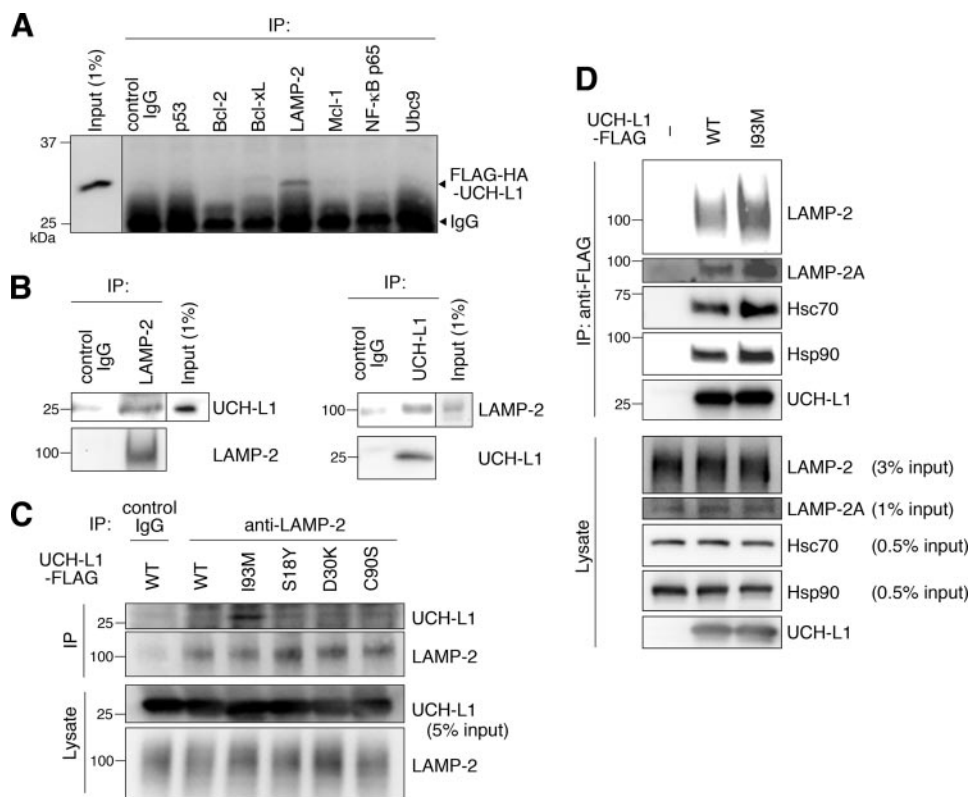 A
IP:
Input (1%)
control
IgG
p53
Bcl-2
Bcl-xL
LAMP-2
Mcl-1
NF-κB p65
Ubc9
37
FLAG-HA
-UCH-L1
25
IgG
kDa
B
IP:
control
IgG
LAMP-2
Input (1%)
25
UCH-L1
100
LAMP-2
IP:
control
IgG
UCH-L1
Input (1%)
100
LAMP-2
25
UCH-L1
C
IP:
control
IgG
anti-LAMP-2
UCH-L1
-FLAG
WT
WT
I93M
S18Y
D30K
C90S
IP
25
UCH-L1
100
LAMP-2
Lysate
25
UCH-L1
(5% input)
100
LAMP-2
D
UCH-L1
-FLAG
–
WT
I93M
IP: anti-FLAG
100
LAMP-2
100
LAMP-2A
75
Hsc70
100
Hsp90
25
UCH-L1
Lysate
LAMP-2 (3% input)
LAMP-2A (1% input)
Hsc70 (0.5% input)
Hsp90 (0.5% input)
UCH-L1